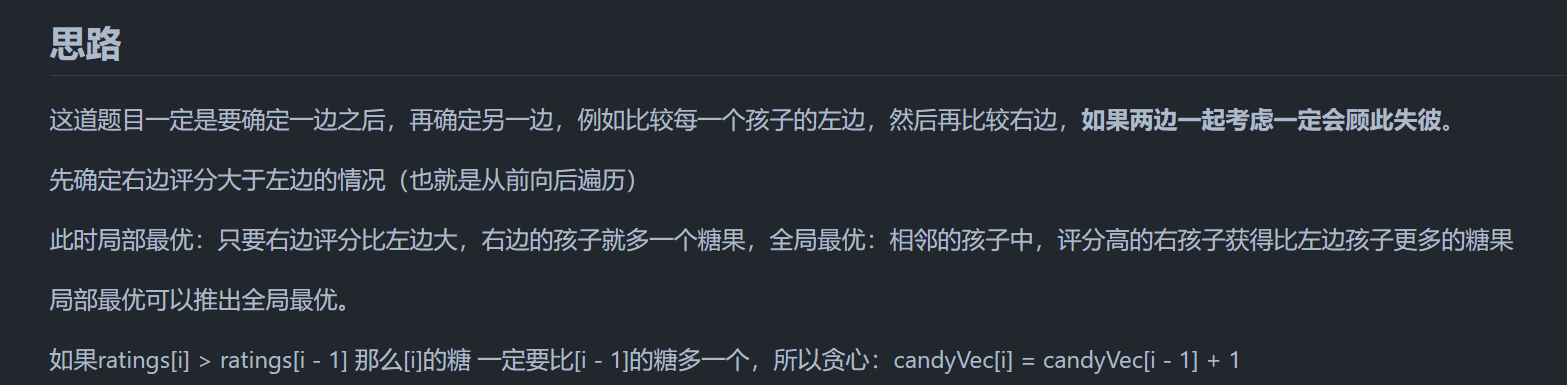 思路
这道题目一定是要确定一边之后，再确定另一边，例如比较每一个孩子的左边，然后再比较右边，如果两边一起考虑一定会顾此失彼。
先确定右边评分大于左边的情况（也就是从前向后遍历）
此时局部最优：只要右边评分比左边大，右边的孩子就多一个糖果，全局最优：相邻的孩子中，评分高的右孩子获得比左边孩子更多的糖果
局部最优可以推出全局最优。
如果ratings[i] > ratings[i - 1] 那么[i]的糖 一定要比[i - 1]的糖多一个，所以贪心：candyVec[i] = candyVec[i - 1] + 1